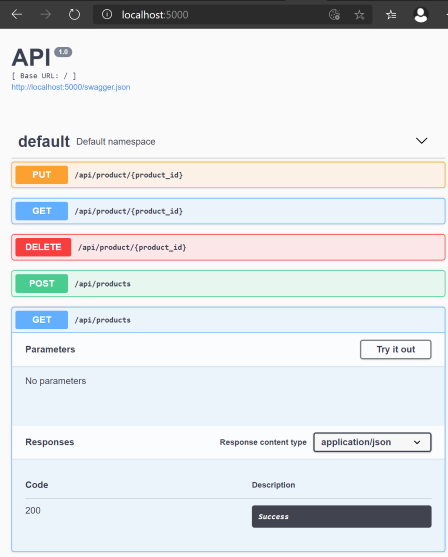 localhost:5000
API 1.0
[ Base URL: / ]
http://localhost:5000/swagger.json
default Default namespace
PUT /api/product/{product_id}
GET /api/product/{product_id}
DELETE /api/product/{product_id}
POST /api/products
GET /api/products
Parameters Try it out
No parameters
Responses Response content type application/json
Code Description
200 Success